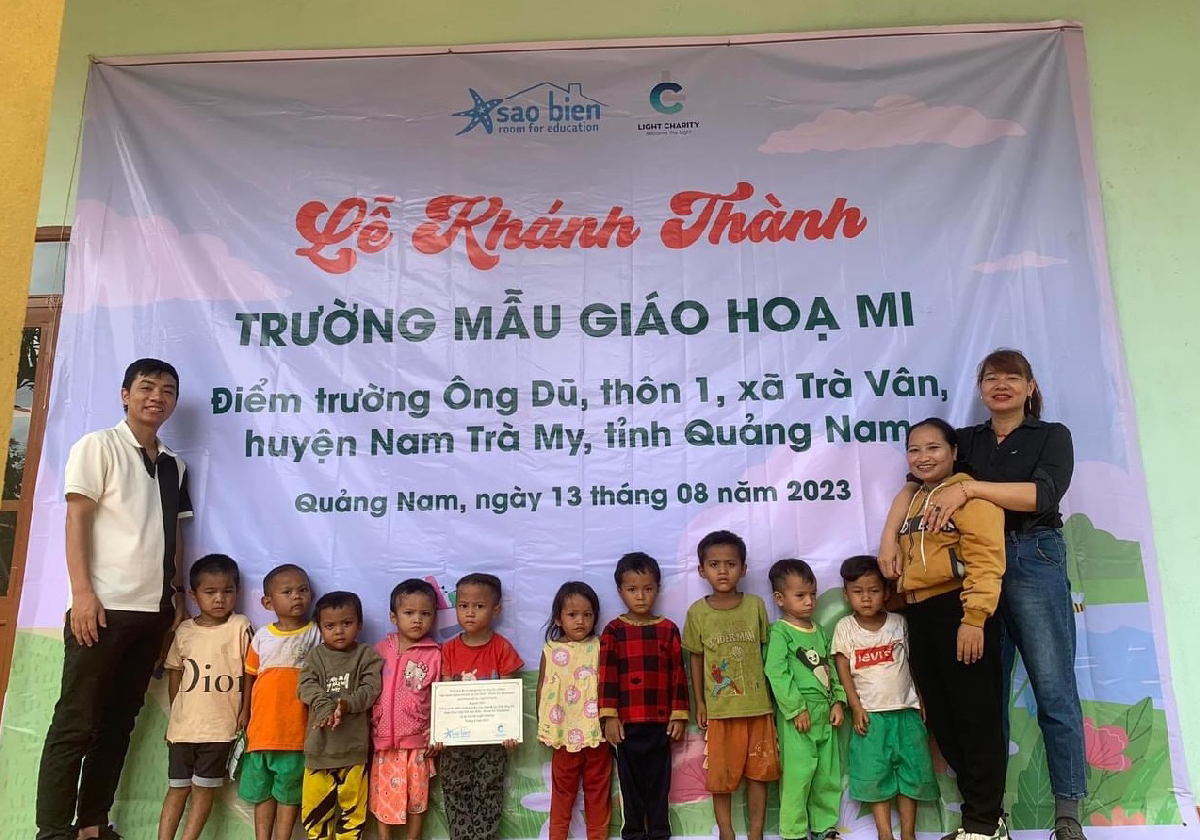 sao bien
room for education
LIGHT CHARITY
Lễ Khánh Thành
TRƯỜNG MẪU GIÁO HOẠ MI
Điểm trường Ông Dũ, thôn 1, xã Trà Vân,
huyện Nam Trà My, tỉnh Quảng Nam
Quảng Nam, ngày 13 tháng 08 năm 2023
Dior
SPIDER-MAN
Levi's
sao bien